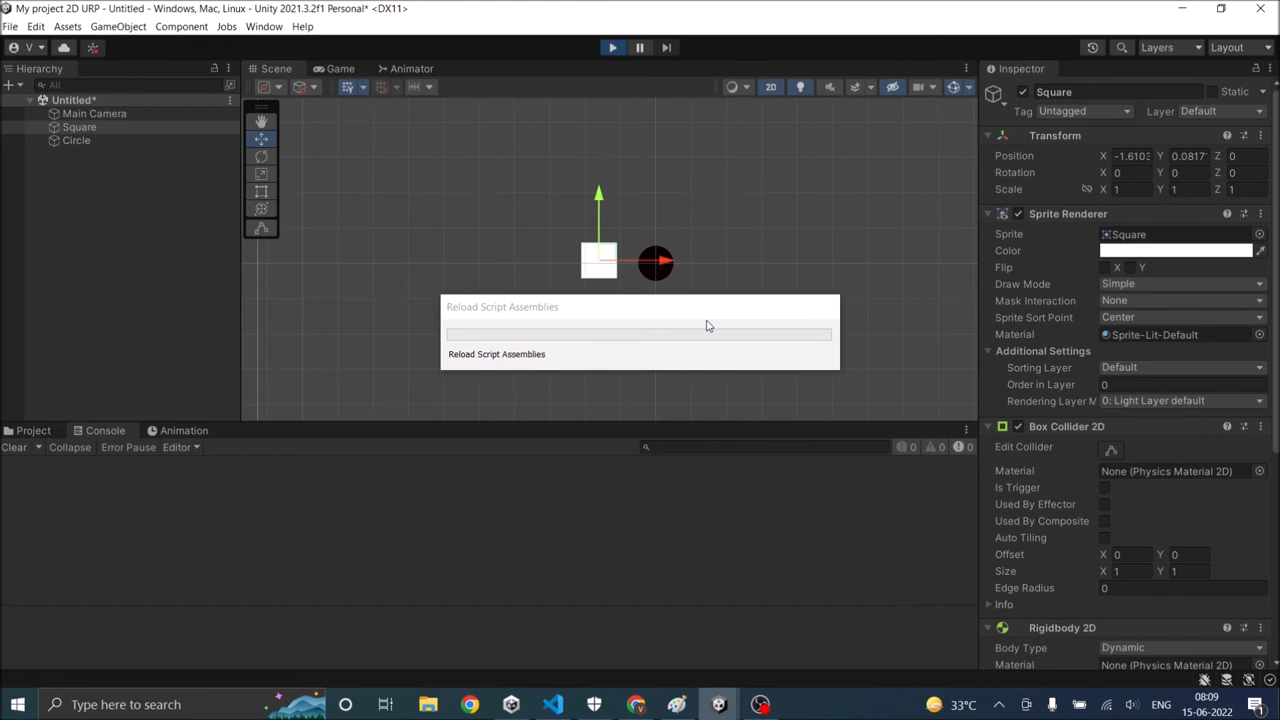 My project 2D URP - Untitled - Windows, Mac, Linux - Unity 2021.3.2f1 Personal* <DX11>
File Edit Assets GameObject Component Jobs Window Help
V Layers Layout
Hierarchy Scene Game Animator Inspector
All 2D Square Static
Untitled* Tag Untagged Layer Default
Main Camera
Square
Circle
Transform
Position X -1.6103 Y 0.0817 Z 0
Rotation X 0 Y 0 Z 0
Scale X 1 Y 1 Z 1
Sprite Renderer
Sprite Square
Color
Flip X Y
Draw Mode Simple
Mask Interaction None
Sprite Sort Point Center
Material Sprite-Lit-Default
Additional Settings
Sorting Layer Default
Order in Layer 0
Rendering Layer M 0: Light Layer default
Reload Script Assemblies
Reload Script Assemblies
Box Collider 2D
Edit Collider
Material None (Physics Material 2D)
Is Trigger
Used By Effector
Used By Composite
Auto Tiling
Offset X 0 Y 0
Size X 1 Y 1
Edge Radius 0
Info
Rigidbody 2D
Body Type Dynamic
Material None (Physics Material 2D)
Project Console Animation
Clear Collapse Error Pause Editor 0 0 0
Type here to search 33°C ENG 08:09
15-06-2022 1